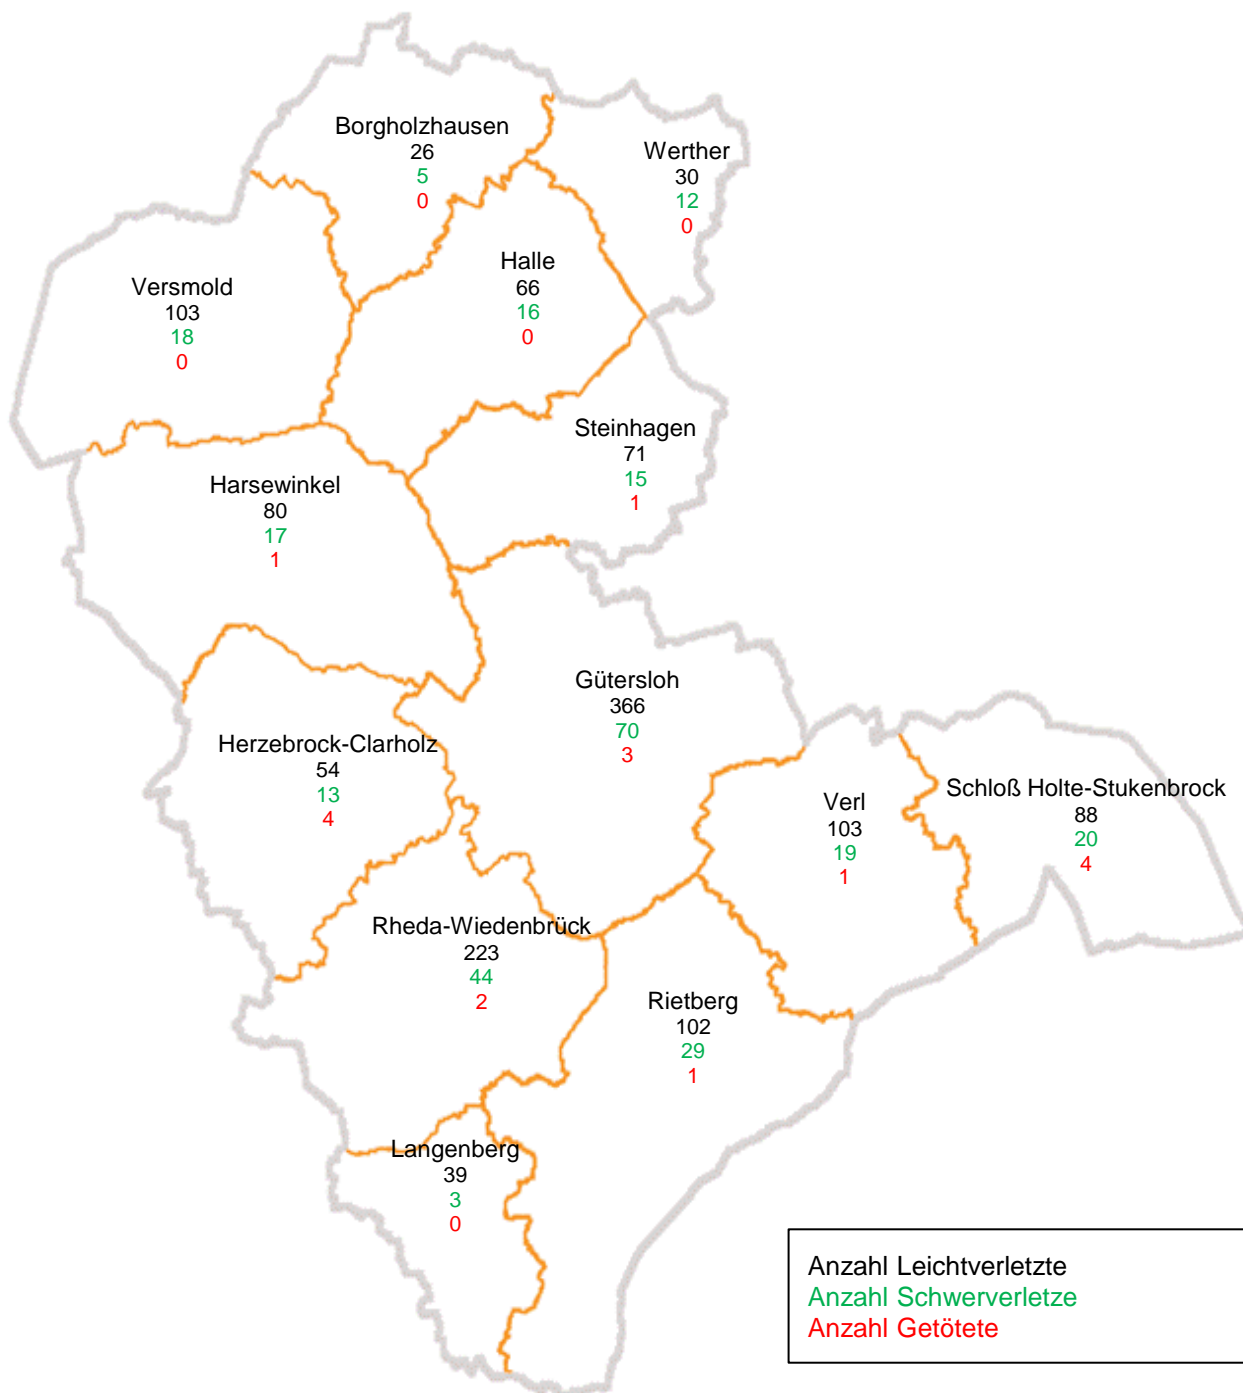 Borgholzhausen
26
5
0
Werther
30
12
0
Halle
66
16
0
Versmold
103
18
0
Steinhagen
71
15
1
Harsewinkel
80
17
1
Gütersloh
366
70
3
Herzebrock-Clarholz
54
13
4
Verl
103
19
1
Schloß Holte-Stukenbrock
88
20
4
Rheda-Wiedenbrück
223
44
2
Rietberg
102
29
1
Langenberg
39
3
0
Anzahl Leichtverletzte
Anzahl Schwerverletze
Anzahl Getötete